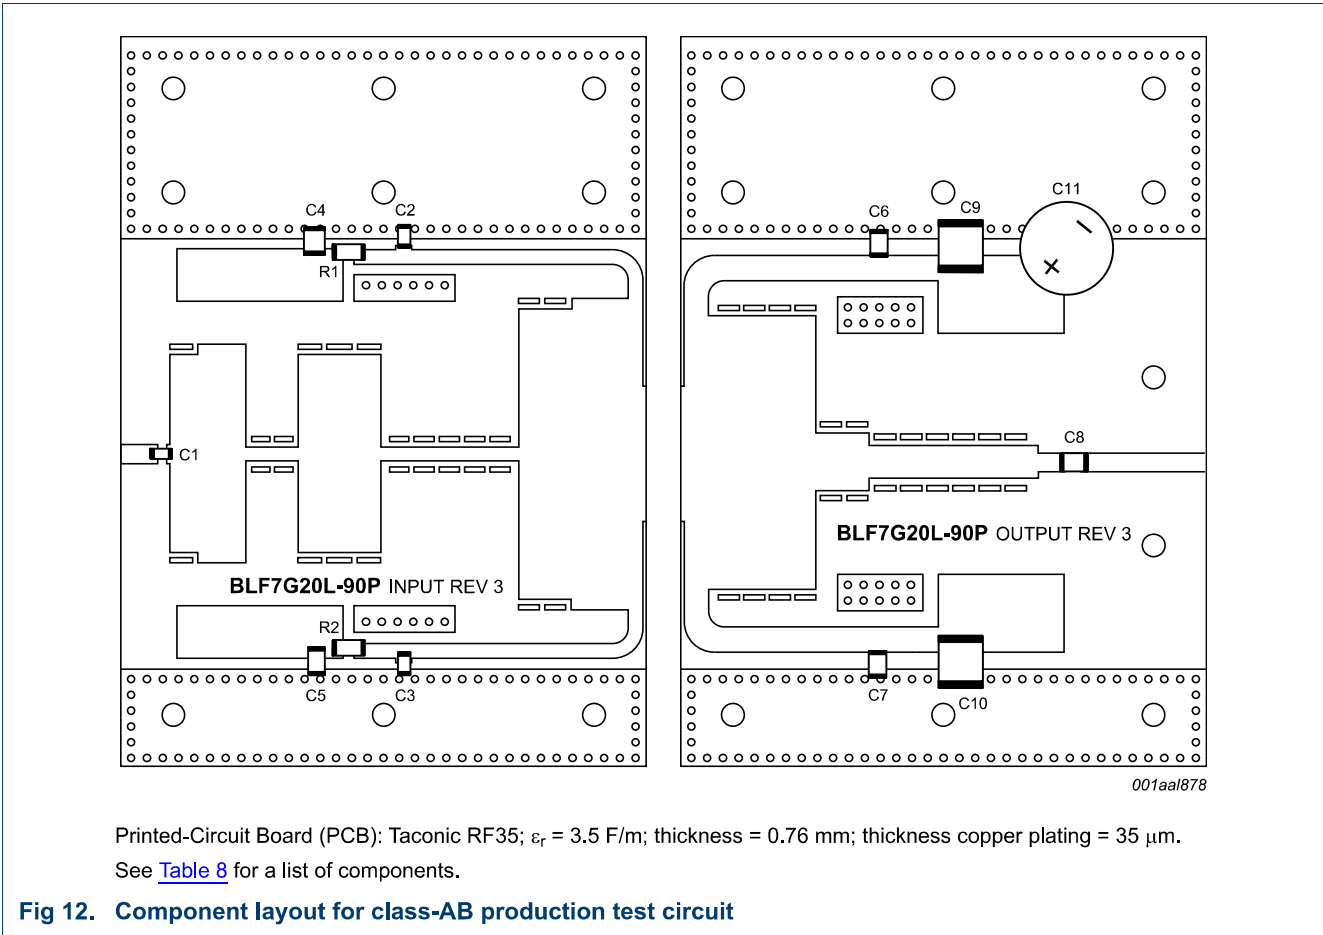 C4
C2
R1
C1
BLF7G20L-90P INPUT REV 3
R2
C5
C3
C6
C9
C11
C8
BLF7G20L-90P OUTPUT REV 3
C7
C10
001aal878
Printed-Circuit Board (PCB): Taconic RF35; εr = 3.5 F/m; thickness = 0.76 mm; thickness copper plating = 35 μm.
See Table 8 for a list of components.
Fig 12. Component layout for class-AB production test circuit